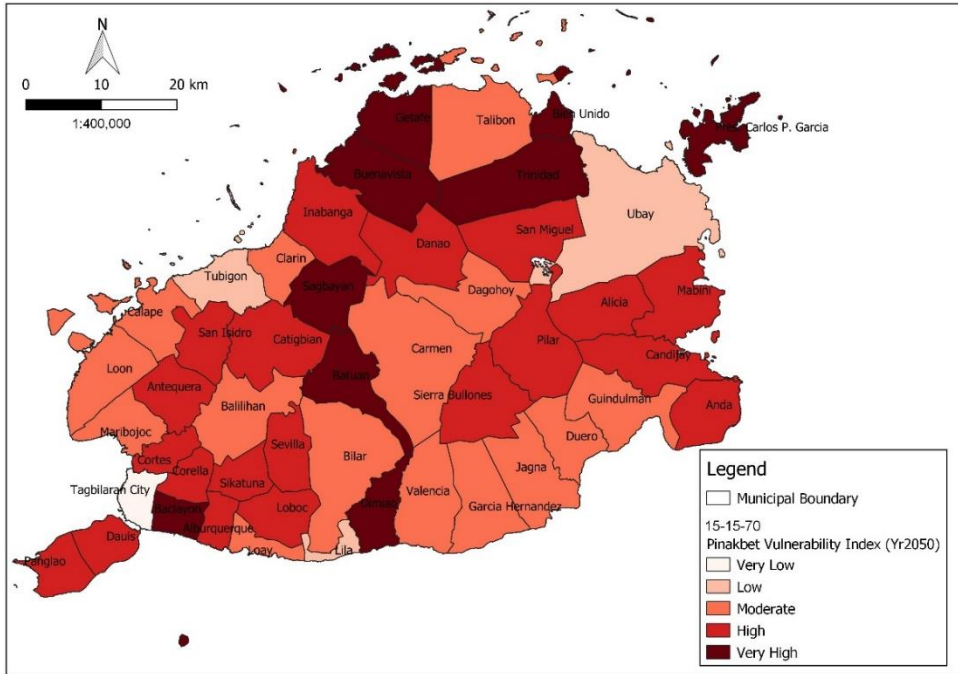 N
0 10 20 km
1:400,000
Getafe
Talibon
Bien Unido
Pres. Carlos P. Garcia
Buenavista
Trinidad
Inabanga
Ubay
Danao
San Miguel
Clarin
Tubigon
Sagbayan
Dagohoy
Alicia
Mabini
Calape
San Isidro
Catigbian
Carmen
Pilar
Candijay
Loon
Batuan
Antequera
Sierra Bullones
Guindulman
Anda
Balilihan
Maribojoc
Duero
Sevilla
Bilar
Cortes
Corella
Jagna
Sikatuna
Tagbilaran City
Valencia
Garcia Hernandez
Loboc
Baclayon
Dimiao
Alburquerque
Dauis
Loay
Lila
Panglao
Legend
Municipal Boundary
15-15-70
Pinakbet Vulnerability Index (Yr2050)
Very Low
Low
Moderate
High
Very High